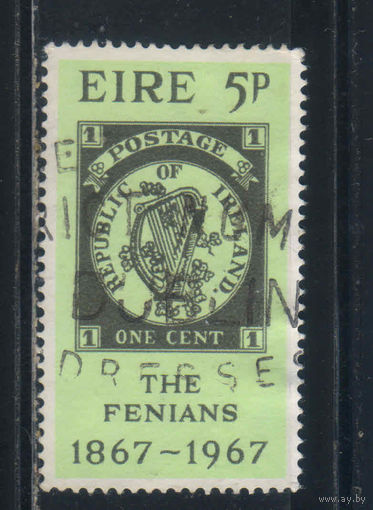 EIRE 5P
1 POSTAGE 1
REPUBLIC OF IRELAND.
1 ONE CENT 1
DUBLIN
THE
FENIANS
1867~1967
www.ay.by